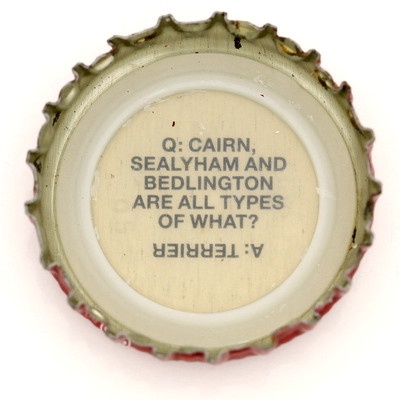 Q: CAIRN,
SEALYHAM AND
BEDLINGTON
ARE ALL TYPES
OF WHAT?
A: TERRIER